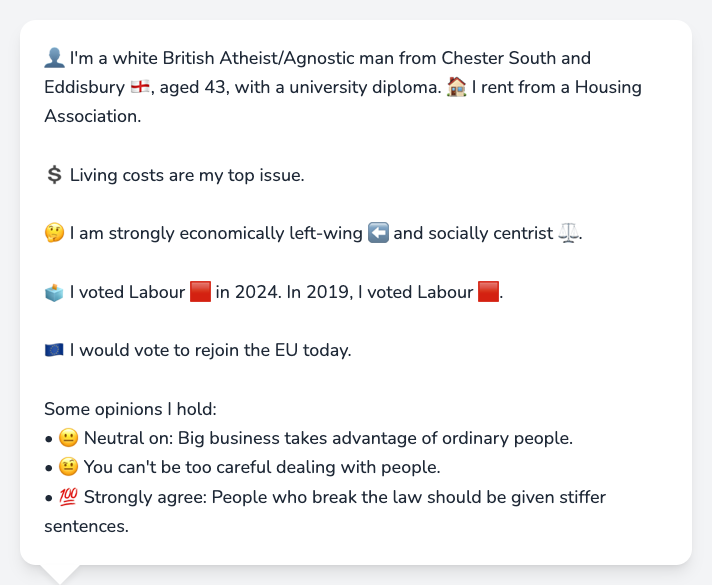 👤 I'm a white British Atheist/Agnostic man from Chester South and
Eddisbury 🏴󠁧󠁢󠁥󠁮󠁧󠁿, aged 43, with a university diploma. 🏠 I rent from a Housing
Association.
💲 Living costs are my top issue.
🤔 I am strongly economically left-wing ⬅️ and socially centrist ⚖️.
🗳️ I voted Labour 🟥 in 2024. In 2019, I voted Labour 🟥.
🇪🇺 I would vote to rejoin the EU today.
Some opinions I hold:
• 😐 Neutral on: Big business takes advantage of ordinary people.
• 🤨 You can't be too careful dealing with people.
• 💯 Strongly agree: People who break the law should be given stiffer
sentences.